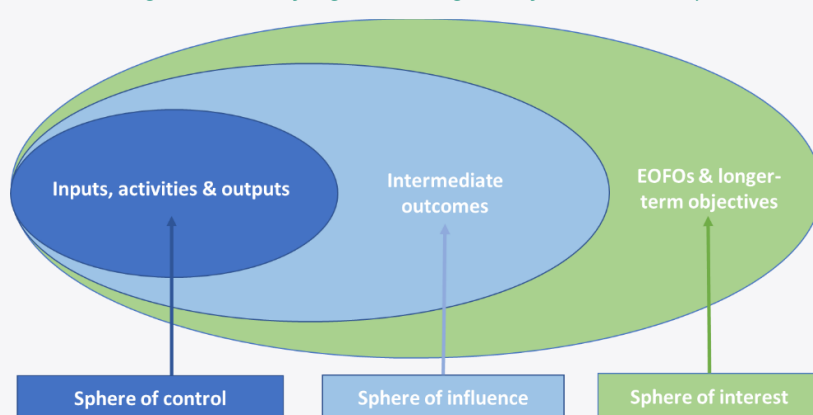 Inputs, activities & outputs
Intermediate
outcomes
EOFOs & longer-
term objectives
Sphere of control
Sphere of influence
Sphere of interest